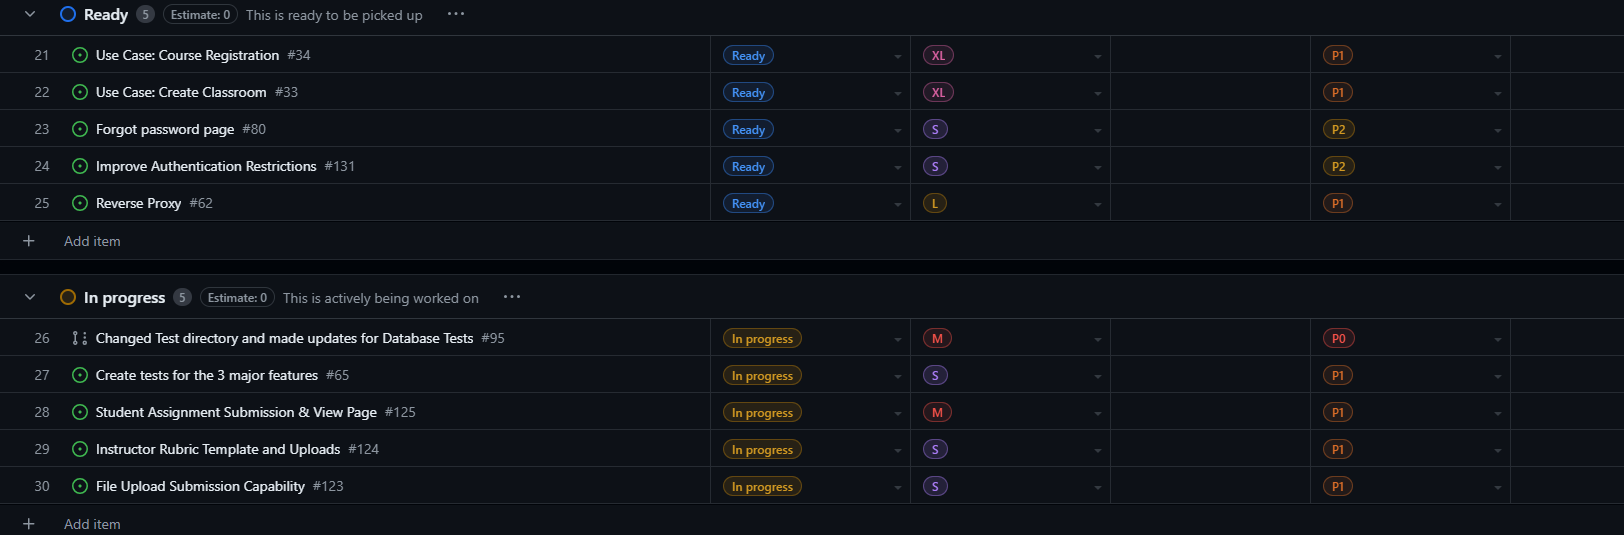 Ready 5 Estimate: 0 This is ready to be picked up ...
21 Use Case: Course Registration #34 Ready XL P1
22 Use Case: Create Classroom #33 Ready XL P1
23 Forgot password page #80 Ready S P2
24 Improve Authentication Restrictions #131 Ready S P2
25 Reverse Proxy #62 Ready L P1
+ Add item
In progress 5 Estimate: 0 This is actively being worked on ...
26 Changed Test directory and made updates for Database Tests #95 In progress M P0
27 Create tests for the 3 major features #65 In progress S P1
28 Student Assignment Submission & View Page #125 In progress M P1
29 Instructor Rubric Template and Uploads #124 In progress S P1
30 File Upload Submission Capability #123 In progress S P1
+ Add item